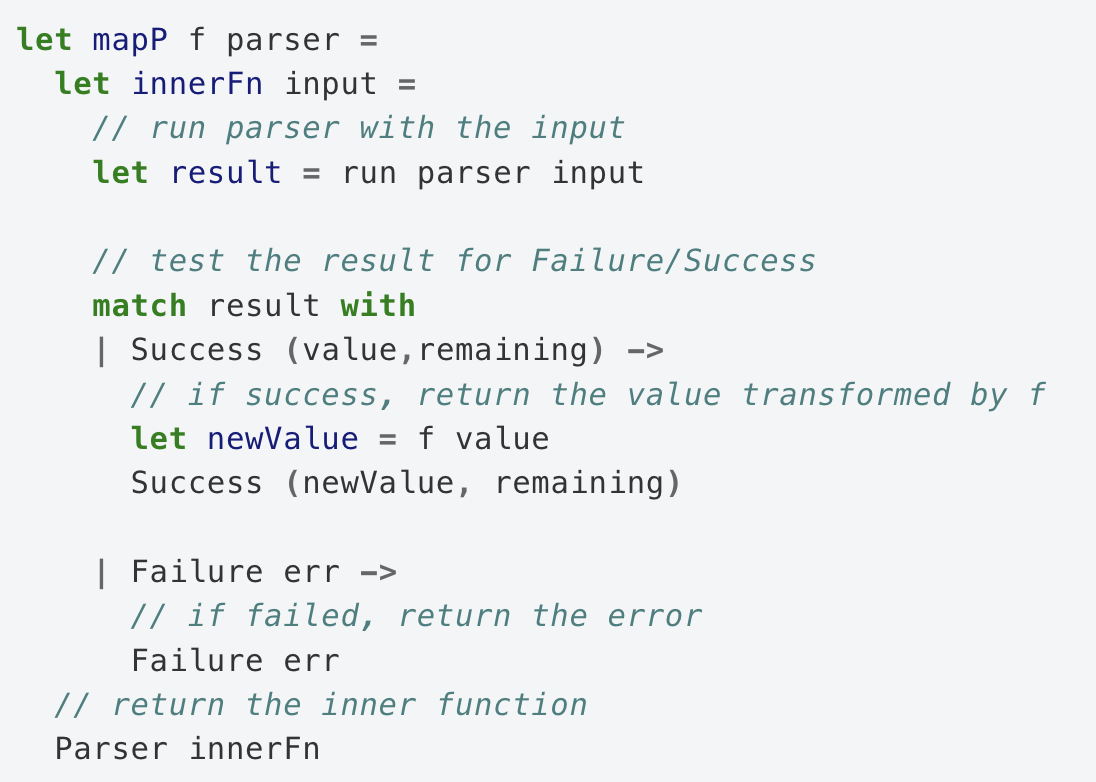 let mapP f parser =
  let innerFn input =
    // run parser with the input
    let result = run parser input

    // test the result for Failure/Success
    match result with
    | Success (value,remaining) ->
      // if success, return the value transformed by f
      let newValue = f value
      Success (newValue, remaining)

    | Failure err ->
      // if failed, return the error
      Failure err
  // return the inner function
  Parser innerFn